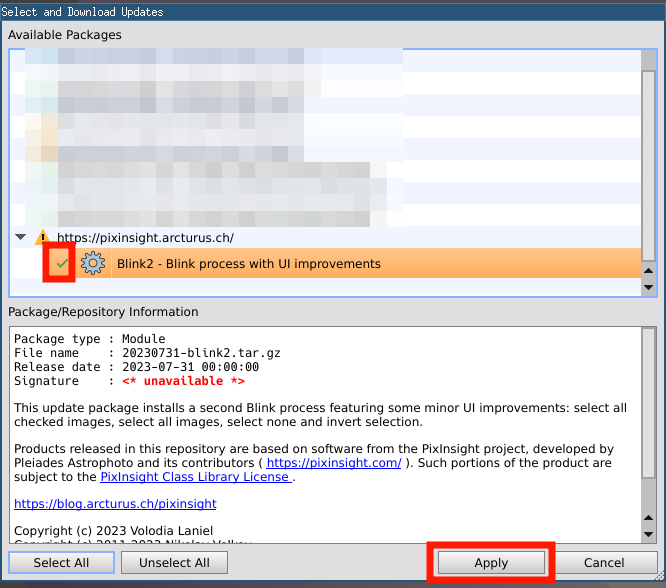 Select and Download Updates
Available Packages
https://pixinsight.arcturus.ch/
Blink2 - Blink process with UI improvements
Package/Repository Information
Package type : Module
File name    : 20230731-blink2.tar.gz
Release date : 2023-07-31 00:00:00
Signature    : <* unavailable *>
This update package installs a second Blink process featuring some minor UI improvements: select all
checked images, select all images, select none and invert selection.
Products released in this repository are based on software from the PixInsight project, developed by
Pleiades Astrophoto and its contributors ( https://pixinsight.com/ ). Such portions of the product are
subject to the PixInsight Class Library License .
https://blog.arcturus.ch/pixinsight
Copyright (c) 2023 Volodia Laniel
Select All
Unselect All
Apply
Cancel